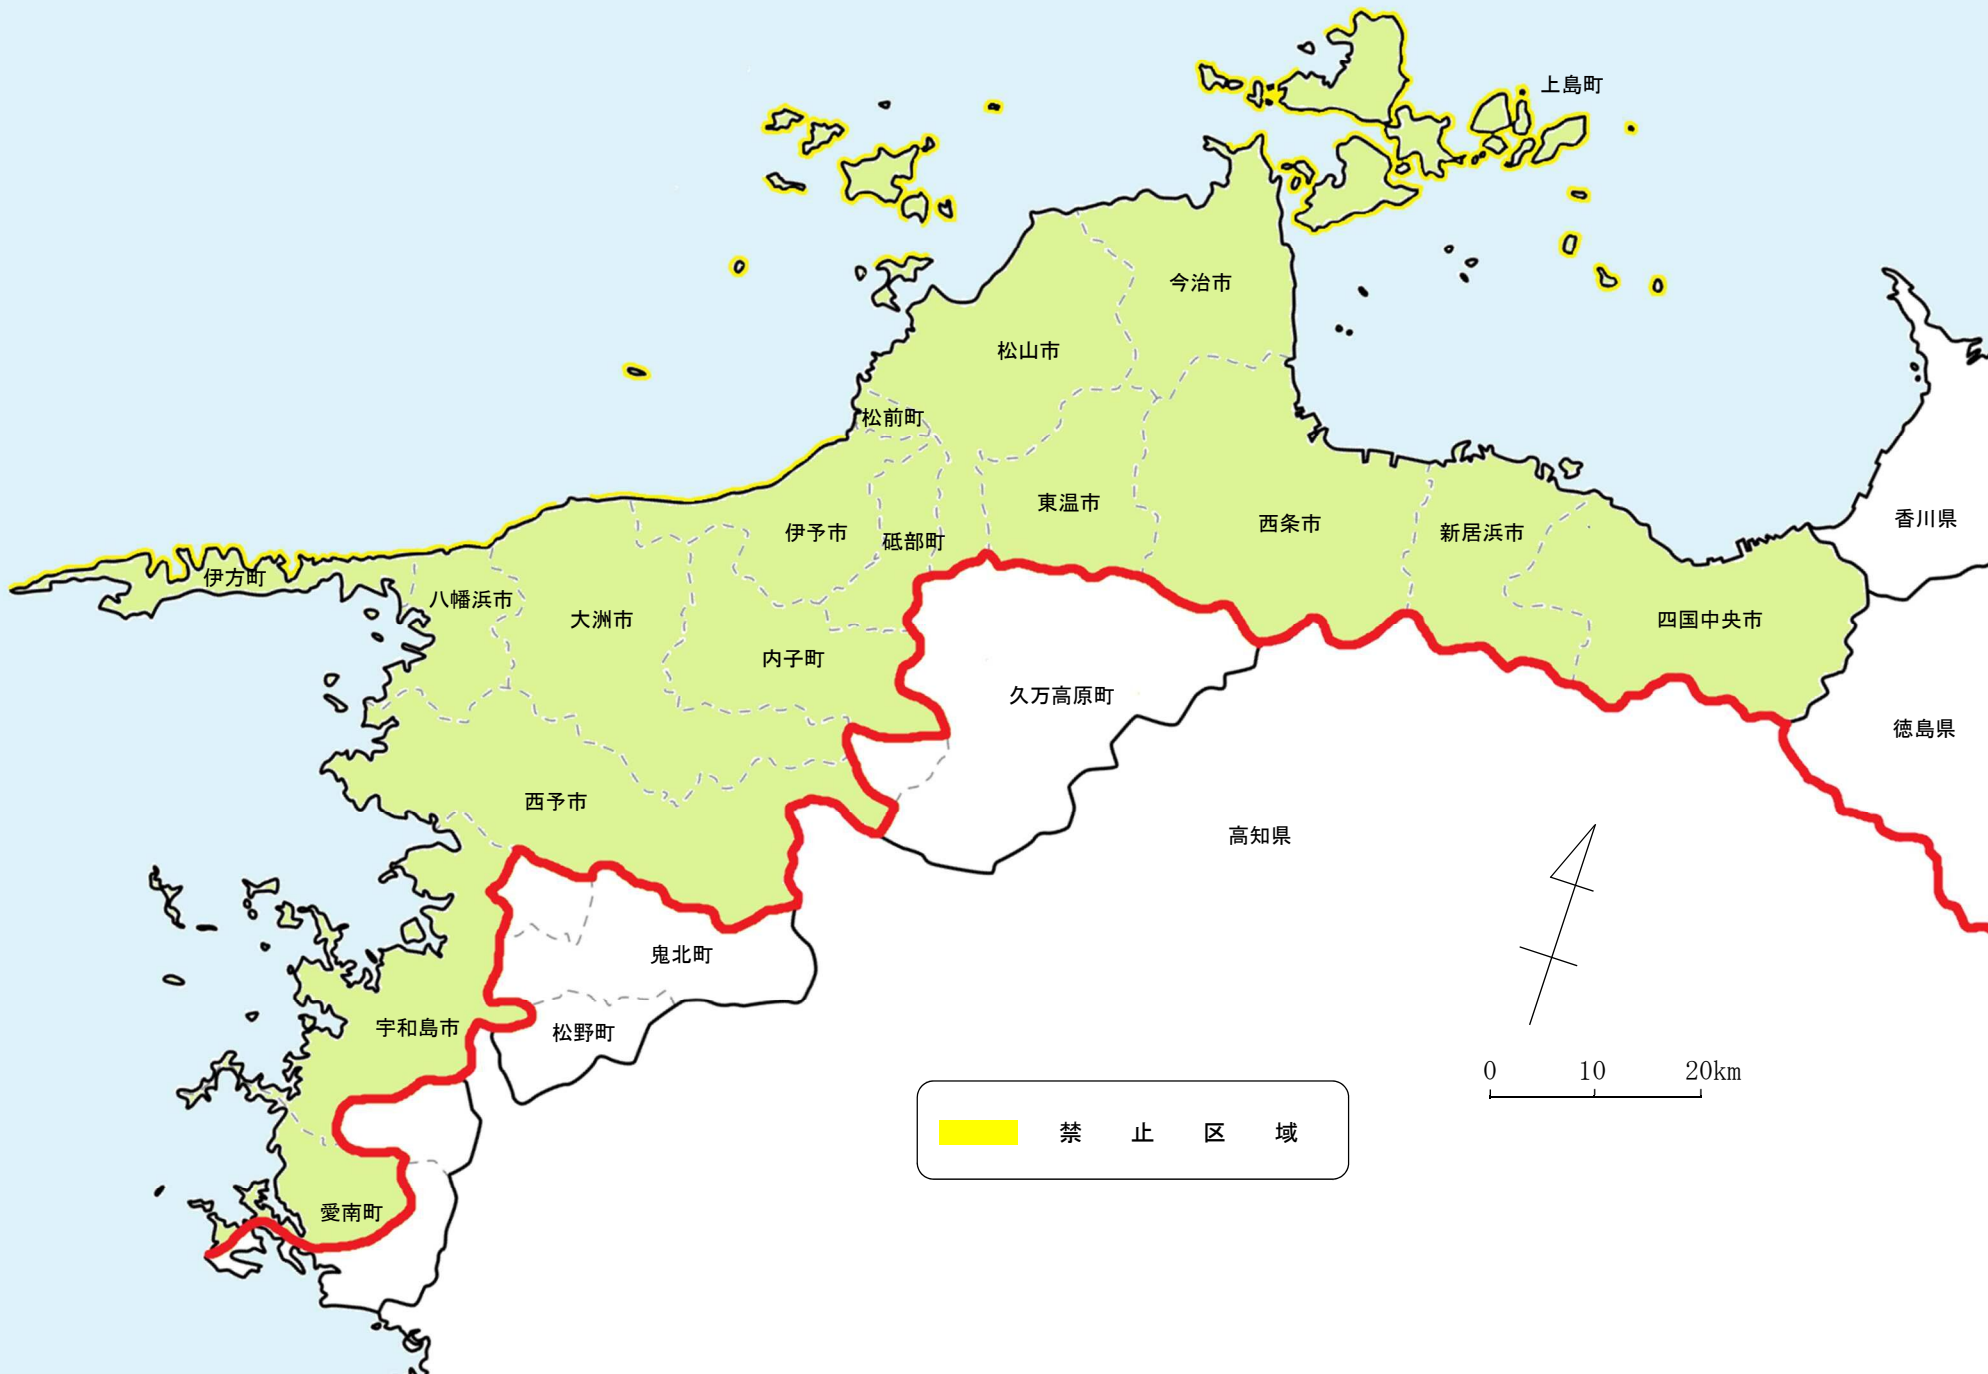 上島町
今治市
松山市
松前町
東温市
香川県
西条市
新居浜市
伊予市
砥部町
伊方町
八幡浜市
大洲市
四国中央市
内子町
久万高原町
徳島県
西予市
高知県
鬼北町
宇和島市
松野町
0 10 20km
禁止区域
愛南町